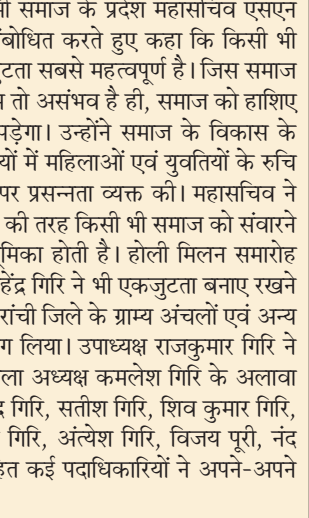 समाज के प्रदेश महासचिव एसएन
संबोधित करते हुए कहा कि किसी भी
सबसे महत्वपूर्ण है। जिस समाज
तो असंभव है ही, समाज को हाशिए
पड़ेगा। उन्होंने समाज के विकास के
में महिलाओं एवं युवतियों के रुचि
पर प्रसन्नता व्यक्त की। महासचिव ने
की तरह किसी भी समाज को संवारने
होती है। होली मिलन समारोह
गिरि ने भी एकजुटता बनाए रखने
रांची जिले के ग्राम्य अंचलों एवं अन्य
लिया। उपाध्यक्ष राजकुमार गिरि ने
अध्यक्ष कमलेश गिरि के अलावा
गिरि, सतीश गिरि, शिव कुमार गिरि,
गिरि, अंत्येश गिरि, विजय पूरी, नंद
कई पदाधिकारियों ने अपने-अपने